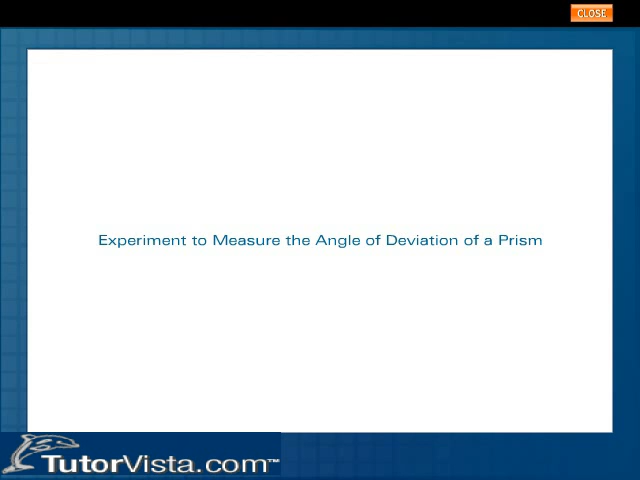 CLOSE
Experiment to Measure the Angle of Deviation of a Prism
TutorVista.com™